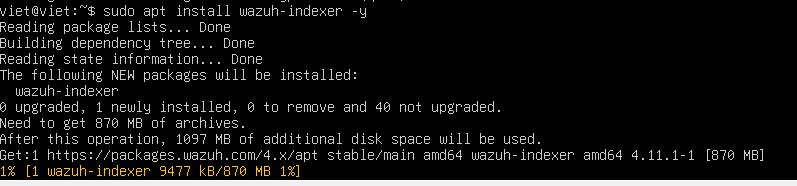 viet@viet:~$ sudo apt install wazuh-indexer -y
Reading package lists... Done
Building dependency tree... Done
Reading state information... Done
The following NEW packages will be installed:
  wazuh-indexer
0 upgraded, 1 newly installed, 0 to remove and 40 not upgraded.
Need to get 870 MB of archives.
After this operation, 1097 MB of additional disk space will be used.
Get:1 https://packages.wazuh.com/4.x/apt stable/main amd64 wazuh-indexer amd64 4.11.1-1 [870 MB]
1% [1 wazuh-indexer 9477 kB/870 MB 1%]